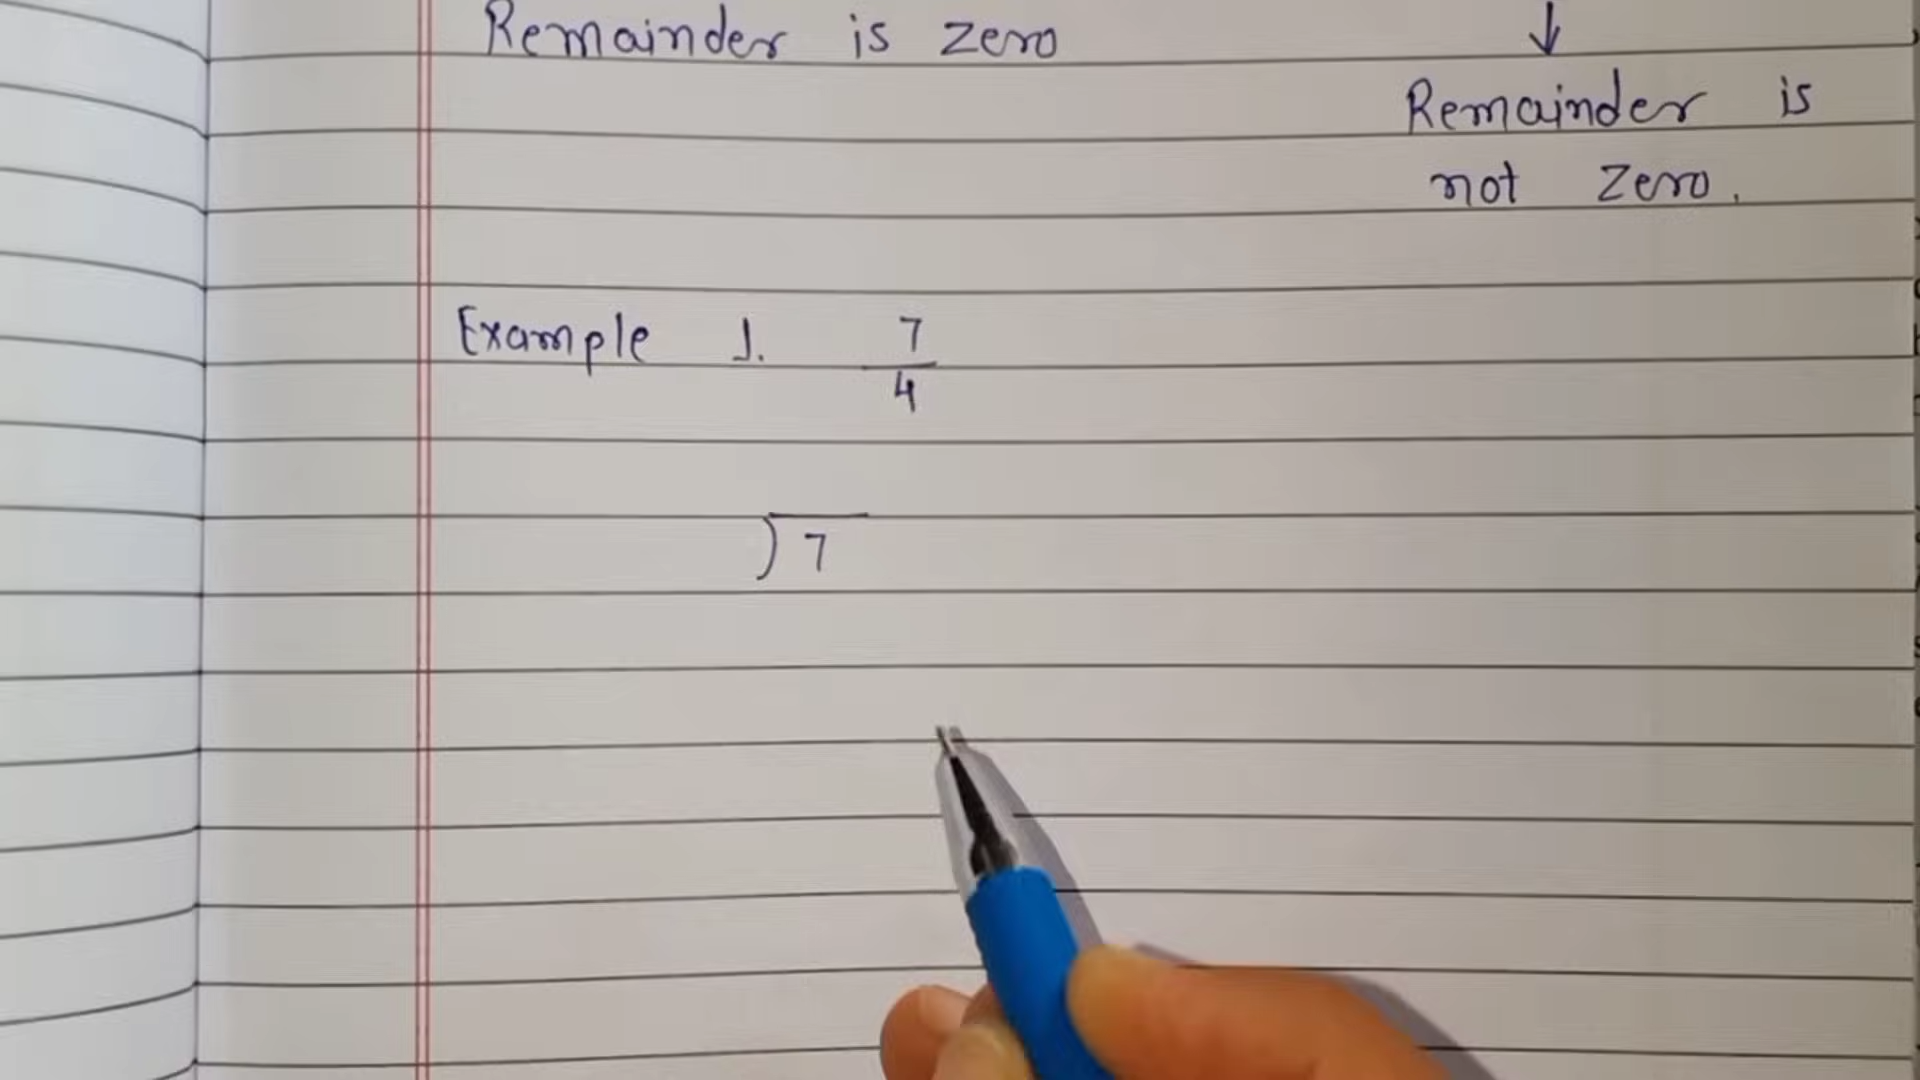 Remainder is zero
↓
Remainder is
not zero.
Example 1. 7/4
)7